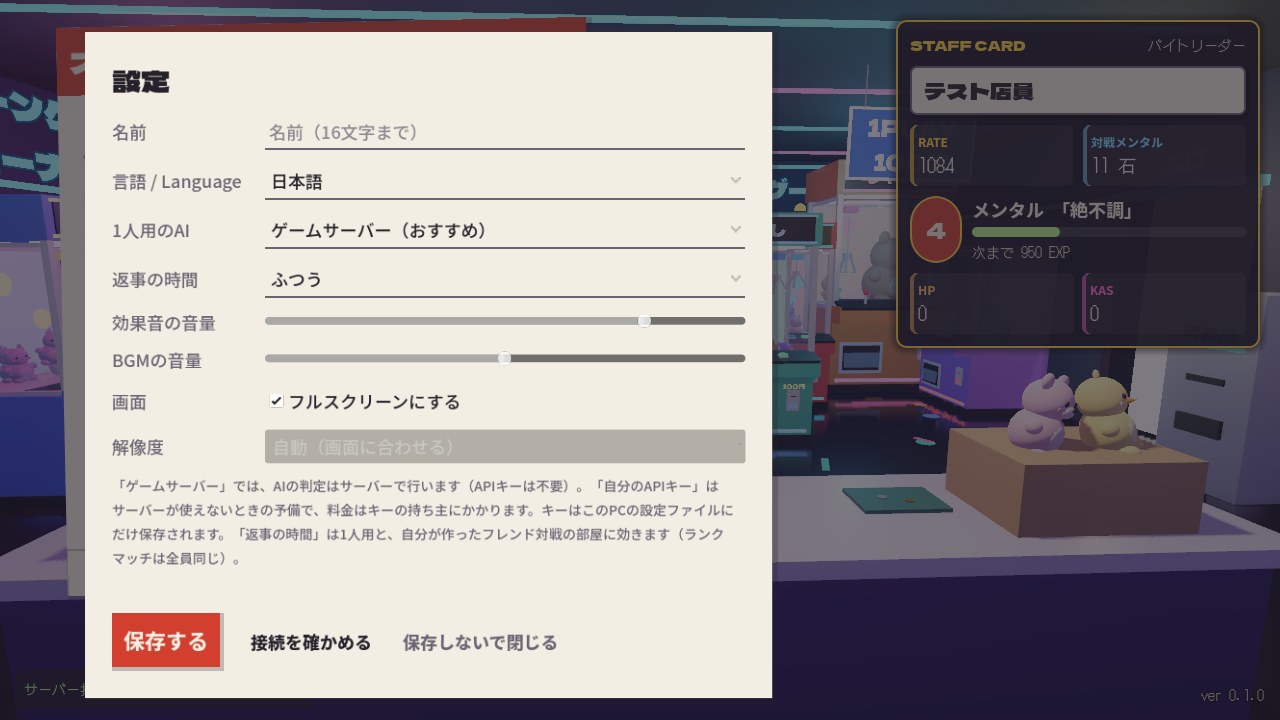 設定
名前
名前（16文字まで）
言語 / Language
日本語
1人用のAI
ゲームサーバー（おすすめ）
返事の時間
ふつう
効果音の音量
BGMの音量
画面
フルスクリーンにする
解像度
自動（画面に合わせる）
「ゲームサーバー」では、AIの判定はサーバーで行います（APIキーは不要）。「自分のAPIキー」は
サーバーが使えないときの予備で、料金はキーの持ち主にかかります。キーはこのPCの設定ファイルに
だけ保存されます。「返事の時間」は1人用と、自分が作ったフレンド対戦の部屋に効きます（ランク
マッチは全員同じ）。
保存する
接続を確かめる
保存しないで閉じる
STAFF CARD
バイトリーダー
テスト店員
RATE
1084
対戦メンタル
11 石
4
メンタル 「絶不調」
次まで 950 EXP
HP
0
KAS
0
100円
サーバー
ver 0.1.0